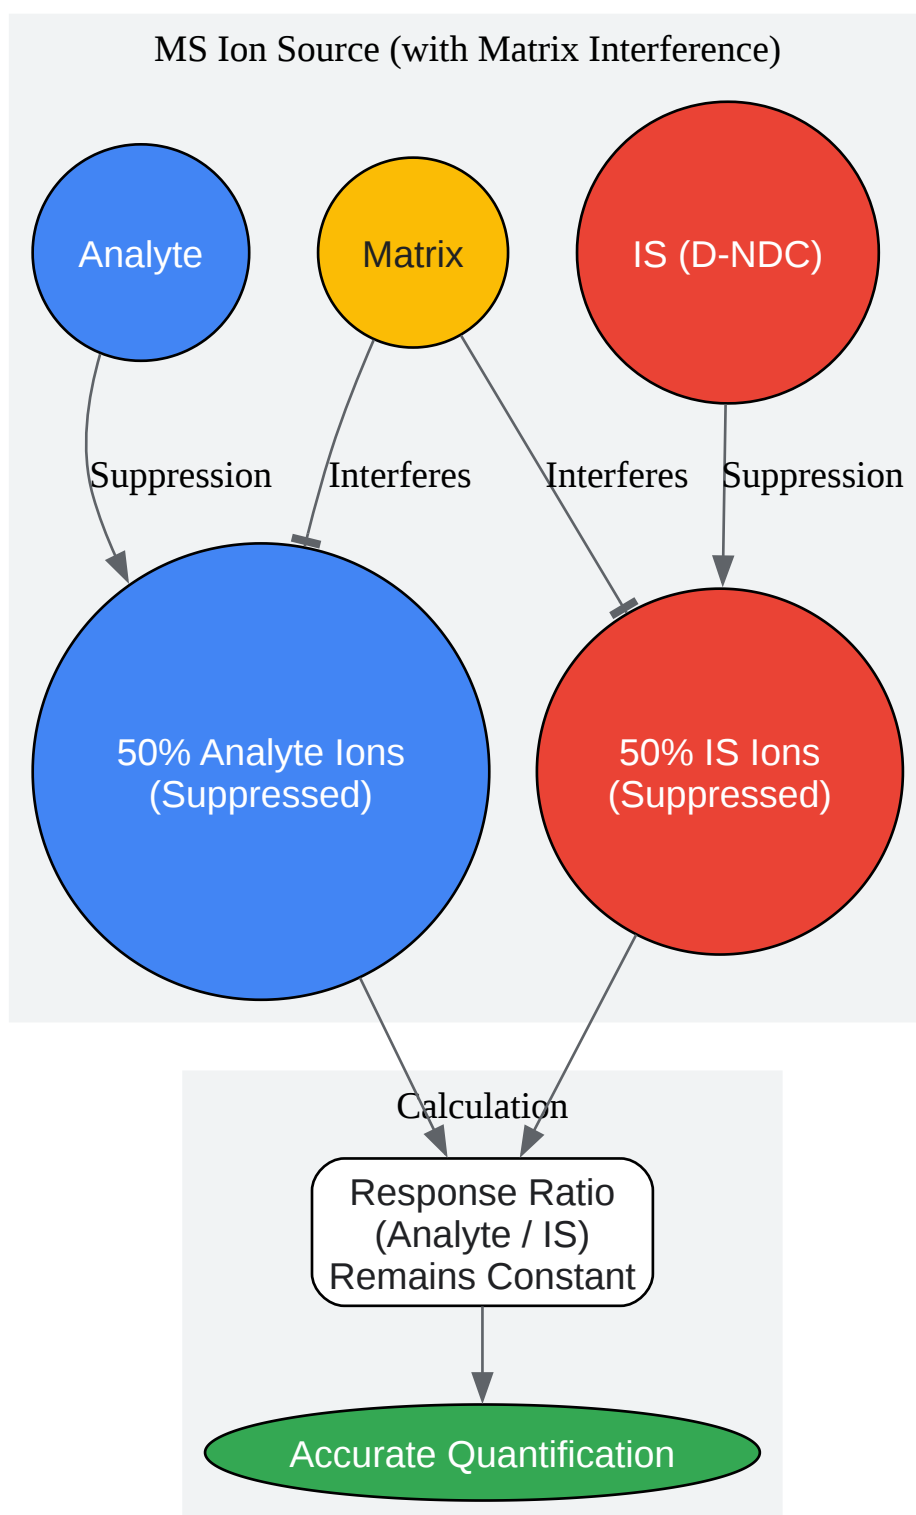 MS Ion Source (with Matrix Interference)
Analyte
Matrix
IS (D-NDC)
Suppression
Interferes
Interferes
Suppression
50% Analyte Ions
(Suppressed)
50% IS Ions
(Suppressed)
Calculation
Response Ratio
(Analyte / IS)
Remains Constant
Accurate Quantification